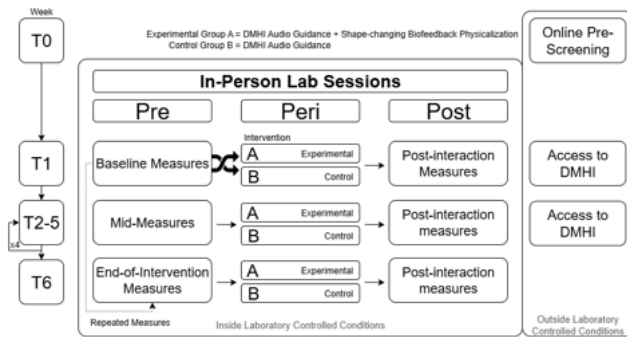 Week
T0
Experimental Group A = DMHI Audio Guidance + Shape-changing Biofeedback Physicalization
Control Group B = DMHI Audio Guidance
Online Pre-
Screening
In-Person Lab Sessions
Pre
Peri
Post
Intervention
T1
Baseline Measures
A Experimental
B Control
Post-interaction
Measures
Access to
DMHI
T2-5
x4
Mid-Measures
A Experimental
B Control
Post-interaction
measures
Access to
DMHI
T6
End-of-Intervention
Measures
A Experimental
B Control
Post-interaction
measures
Repeated Measures
Inside Laboratory Controlled Conditions
Outside Laboratory
Controlled Conditions